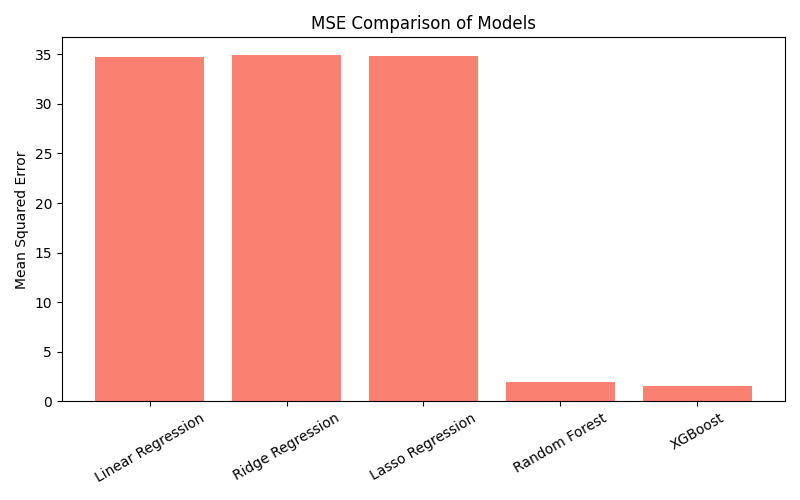 MSE Comparison of Models
Mean Squared Error
35
30
25
20
15
10
5
0
Linear Regression
Ridge Regression
Lasso Regression
Random Forest
XGBoost